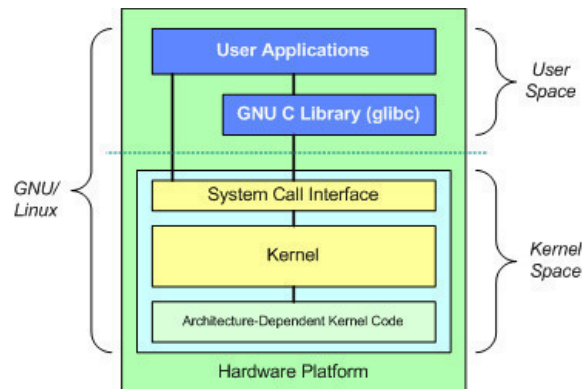 User Applications
User
Space
GNU C Library (glibc)
GNU/
Linux
System Call Interface
Kernel
Kernel
Space
Architecture-Dependent Kernel Code
Hardware Platform